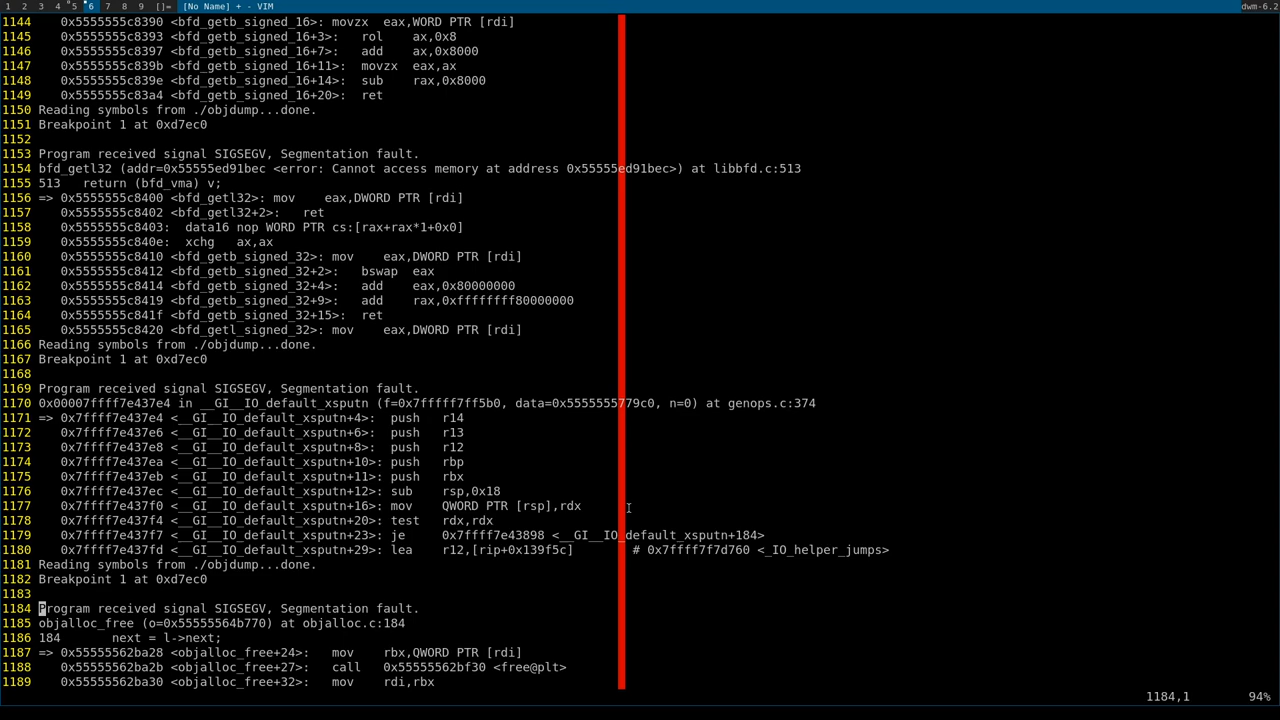 1 2 3 4 5 6 7 8 9 []= [No Name] + - VIM dwm-6.2
1144    0x5555555c8390 <bfd_getb_signed_16>: movzx  eax,WORD PTR [rdi]
1145    0x5555555c8393 <bfd_getb_signed_16+3>:  rol    ax,0x8
1146    0x5555555c8397 <bfd_getb_signed_16+7>:  add    ax,0x8000
1147    0x5555555c839b <bfd_getb_signed_16+11>: movzx  eax,ax
1148    0x5555555c839e <bfd_getb_signed_16+14>: sub    rax,0x8000
1149    0x5555555c83a4 <bfd_getb_signed_16+20>: ret
1150 Reading symbols from ./objdump...done.
1151 Breakpoint 1 at 0xd7ec0
1152
1153 Program received signal SIGSEGV, Segmentation fault.
1154 bfd_getl32 (addr=0x55555ed91bec <error: Cannot access memory at address 0x55555ed91bec>) at libbfd.c:513
1155 513   return (bfd_vma) v;
1156 => 0x5555555c8400 <bfd_getl32>: mov    eax,DWORD PTR [rdi]
1157    0x5555555c8402 <bfd_getl32+2>:   ret
1158    0x5555555c8403:  data16 nop WORD PTR cs:[rax+rax*1+0x0]
1159    0x5555555c840e:  xchg   ax,ax
1160    0x5555555c8410 <bfd_getb_signed_32>: mov    eax,DWORD PTR [rdi]
1161    0x5555555c8412 <bfd_getb_signed_32+2>:   bswap  eax
1162    0x5555555c8414 <bfd_getb_signed_32+4>:   add    eax,0x80000000
1163    0x5555555c8419 <bfd_getb_signed_32+9>:   add    rax,0xffffffff80000000
1164    0x5555555c841f <bfd_getb_signed_32+15>:  ret
1165    0x5555555c8420 <bfd_getl_signed_32>: mov    eax,DWORD PTR [rdi]
1166 Reading symbols from ./objdump...done.
1167 Breakpoint 1 at 0xd7ec0
1168
1169 Program received signal SIGSEGV, Segmentation fault.
1170 0x00007ffff7e437e4 in __GI__IO_default_xsputn (f=0x7fffff7ff5b0, data=0x5555555779c0, n=0) at genops.c:374
1171 => 0x7ffff7e437e4 <__GI__IO_default_xsputn+4>:  push   r14
1172    0x7ffff7e437e6 <__GI__IO_default_xsputn+6>:  push   r13
1173    0x7ffff7e437e8 <__GI__IO_default_xsputn+8>:  push   r12
1174    0x7ffff7e437ea <__GI__IO_default_xsputn+10>: push   rbp
1175    0x7ffff7e437eb <__GI__IO_default_xsputn+11>: push   rbx
1176    0x7ffff7e437ec <__GI__IO_default_xsputn+12>: sub    rsp,0x18
1177    0x7ffff7e437f0 <__GI__IO_default_xsputn+16>: mov    QWORD PTR [rsp],rdx
1178    0x7ffff7e437f4 <__GI__IO_default_xsputn+20>: test   rdx,rdx
1179    0x7ffff7e437f7 <__GI__IO_default_xsputn+23>: je     0x7ffff7e43898 <__GI__IO_default_xsputn+184>
1180    0x7ffff7e437fd <__GI__IO_default_xsputn+29>: lea    r12,[rip+0x139f5c]        # 0x7ffff7f7d760 <_IO_helper_jumps>
1181 Reading symbols from ./objdump...done.
1182 Breakpoint 1 at 0xd7ec0
1183
1184 Program received signal SIGSEGV, Segmentation fault.
1185 objalloc_free (o=0x55555564b770) at objalloc.c:184
1186 184       next = l->next;
1187 => 0x55555562ba28 <objalloc_free+24>:   mov    rbx,QWORD PTR [rdi]
1188    0x55555562ba2b <objalloc_free+27>:   call   0x55555562bf30 <free@plt>
1189    0x55555562ba30 <objalloc_free+32>:   mov    rdi,rbx
1184,1 94%